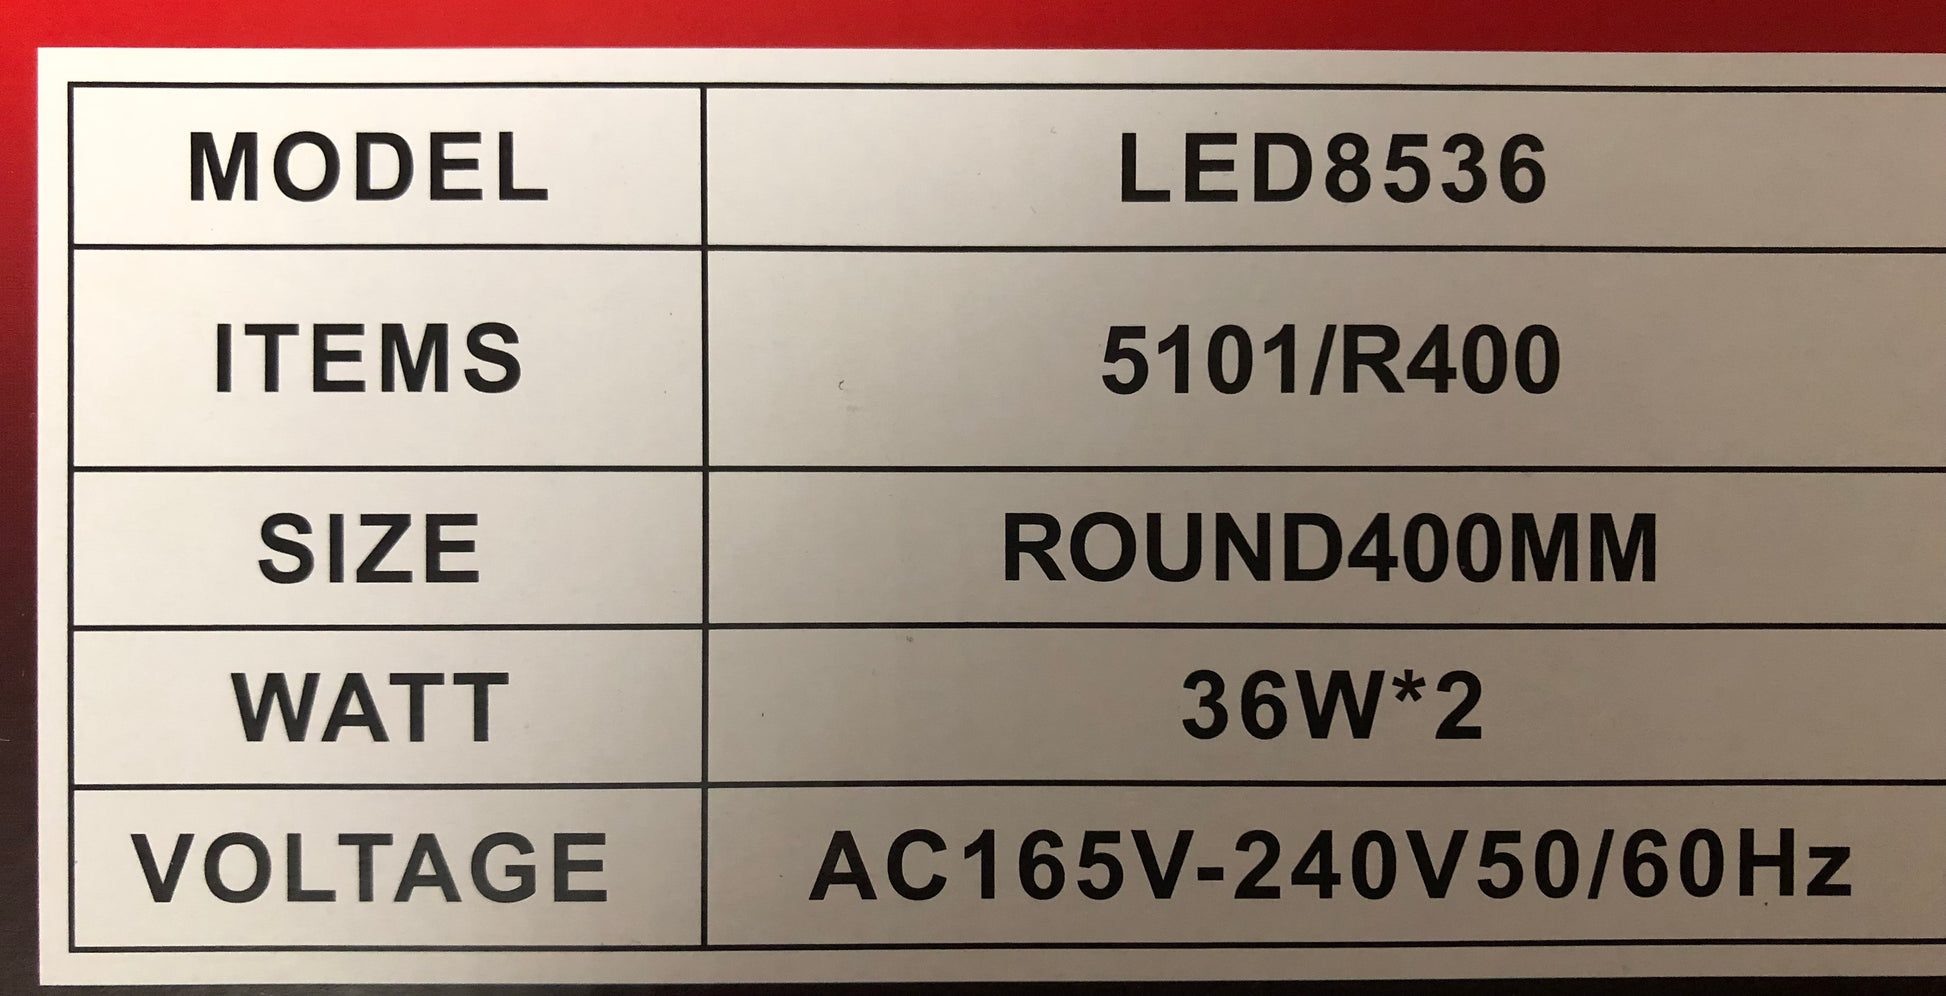 MODEL LED8536
ITEMS 5101/R400
SIZE ROUND400MM
WATT 36W*2
VOLTAGE AC165V-240V50/60Hz